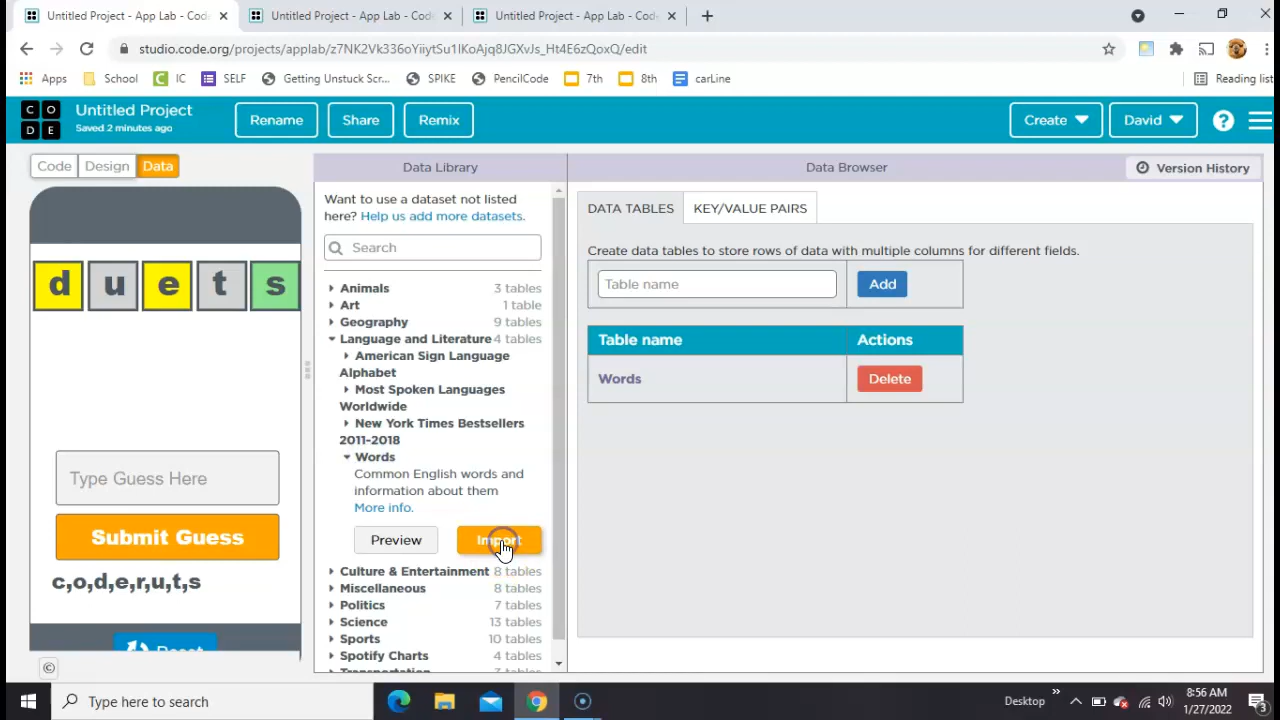 Untitled Project - App Lab - Code
Untitled Project - App Lab - Code
Untitled Project - App Lab - Code
studio.code.org/projects/applab/z7NK2Vk336oYiiytSu1IKoAjq8JGXvJs_Ht4E6zQoxQ/edit
Apps School IC SELF Getting Unstuck Scr... SPIKE PencilCode 7th 8th carLine Reading list
C O
D E
Untitled Project
Saved 2 minutes ago
Rename Share Remix Create David ?
Code Design Data Data Library Data Browser Version History
Want to use a dataset not listed
here? Help us add more datasets.
Search
Animals 3 tables
Art 1 table
Geography 9 tables
Language and Literature 4 tables
American Sign Language
Alphabet
Most Spoken Languages
Worldwide
New York Times Bestsellers
2011-2018
Words
Common English words and
information about them
More info.
Preview Import
Culture & Entertainment 8 tables
Miscellaneous 8 tables
Politics 7 tables
Science 13 tables
Sports 10 tables
Spotify Charts 4 tables
DATA TABLES KEY/VALUE PAIRS
Create data tables to store rows of data with multiple columns for different fields.
Table name Add
Table name Actions
Words Delete
d u e t s
Type Guess Here
Submit Guess
c,o,d,e,r,u,t,s
Reset
©
Type here to search
Desktop
8:56 AM
1/27/2022
3